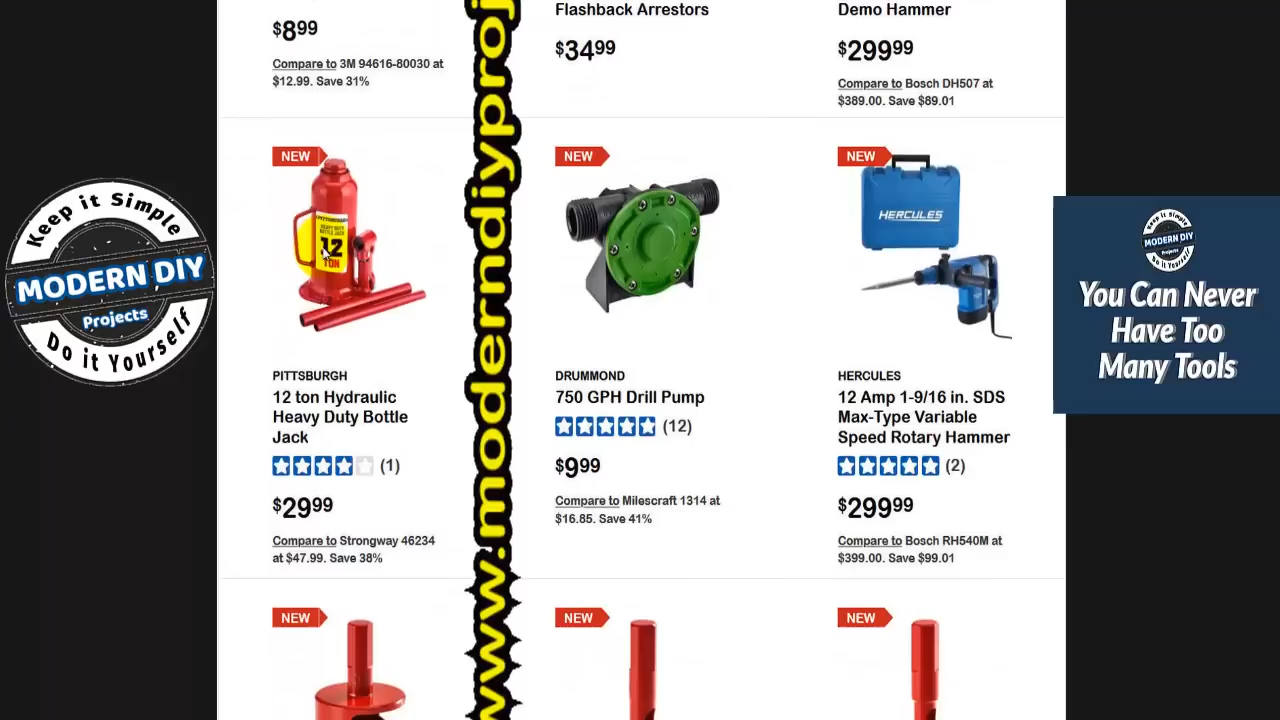 $8.99
Compare to 3M 94616-80030 at
$12.99. Save 31%
Flashback Arrestors
$34.99
Demo Hammer
$299.99
Compare to Bosch DH507 at
$389.00. Save $89.01
www.moderndiyproj
Keep it Simple
MODERN DIY
Projects
Do it Yourself
NEW
PITTSBURGH
HEAVY DUTY
BOTTLE JACK
12
TON
PITTSBURGH
12 ton Hydraulic
Heavy Duty Bottle
Jack
(1)
$29.99
Compare to Strongway 46234
at $47.99. Save 38%
NEW
DRUMMOND
750 GPH Drill Pump
(12)
$9.99
Compare to Milescraft 1314 at
$16.85. Save 41%
NEW
HERCULES
HERCULES
12 Amp 1-9/16 in. SDS
Max-Type Variable
Speed Rotary Hammer
(2)
$299.99
Compare to Bosch RH540M at
$399.00. Save $99.01
Keep it Simple
MODERN DIY
Projects
Do it Yourself
You Can Never
Have Too
Many Tools
NEW
NEW
NEW